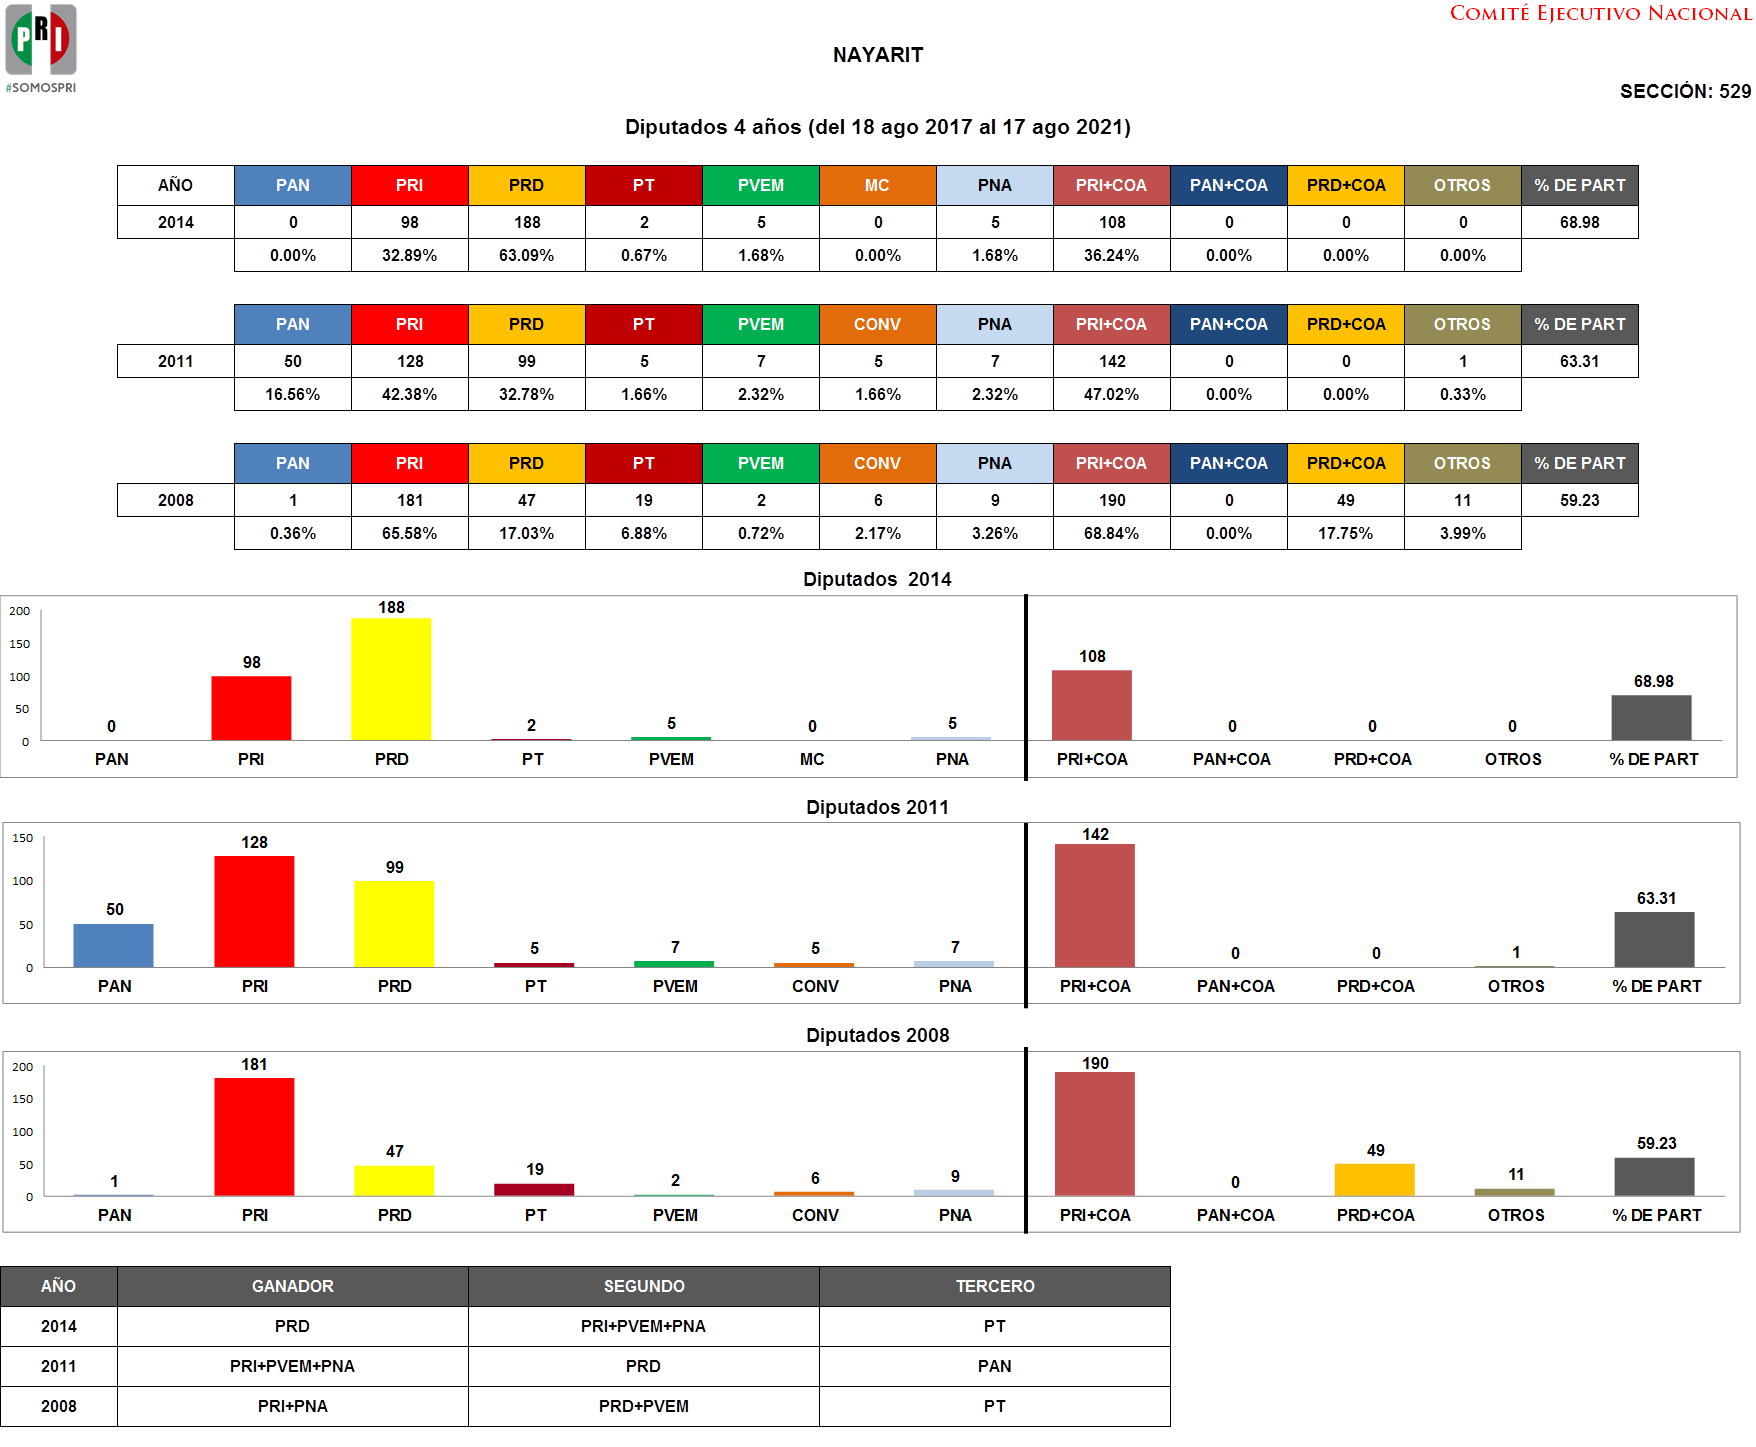 PRI
#SOMOSPRI
COMITÉ EJECUTIVO NACIONAL
NAYARIT
SECCIÓN: 529
Diputados 4 años (del 18 ago 2017 al 17 ago 2021)
AÑO PAN PRI PRD PT PVEM MC PNA PRI+COA PAN+COA PRD+COA OTROS % DE PART
2014 0 98 188 2 5 0 5 108 0 0 0 68.98
0.00% 32.89% 63.09% 0.67% 1.68% 0.00% 1.68% 36.24% 0.00% 0.00% 0.00%
PAN PRI PRD PT PVEM CONV PNA PRI+COA PAN+COA PRD+COA OTROS % DE PART
2011 50 128 99 5 7 5 7 142 0 0 1 63.31
16.56% 42.38% 32.78% 1.66% 2.32% 1.66% 2.32% 47.02% 0.00% 0.00% 0.33%
PAN PRI PRD PT PVEM CONV PNA PRI+COA PAN+COA PRD+COA OTROS % DE PART
2008 1 181 47 19 2 6 9 190 0 49 11 59.23
0.36% 65.58% 17.03% 6.88% 0.72% 2.17% 3.26% 68.84% 0.00% 17.75% 3.99%
Diputados 2014
200
150
100
50
0
0 98 188 2 5 0 5 108 0 0 0 68.98
PAN PRI PRD PT PVEM MC PNA PRI+COA PAN+COA PRD+COA OTROS % DE PART
Diputados 2011
150
100
50
0
50 128 99 5 7 5 7 142 0 0 1 63.31
PAN PRI PRD PT PVEM CONV PNA PRI+COA PAN+COA PRD+COA OTROS % DE PART
Diputados 2008
200
150
100
50
0
1 181 47 19 2 6 9 190 0 49 11 59.23
PAN PRI PRD PT PVEM CONV PNA PRI+COA PAN+COA PRD+COA OTROS % DE PART
AÑO GANADOR SEGUNDO TERCERO
2014 PRD PRI+PVEM+PNA PT
2011 PRI+PVEM+PNA PRD PAN
2008 PRI+PNA PRD+PVEM PT